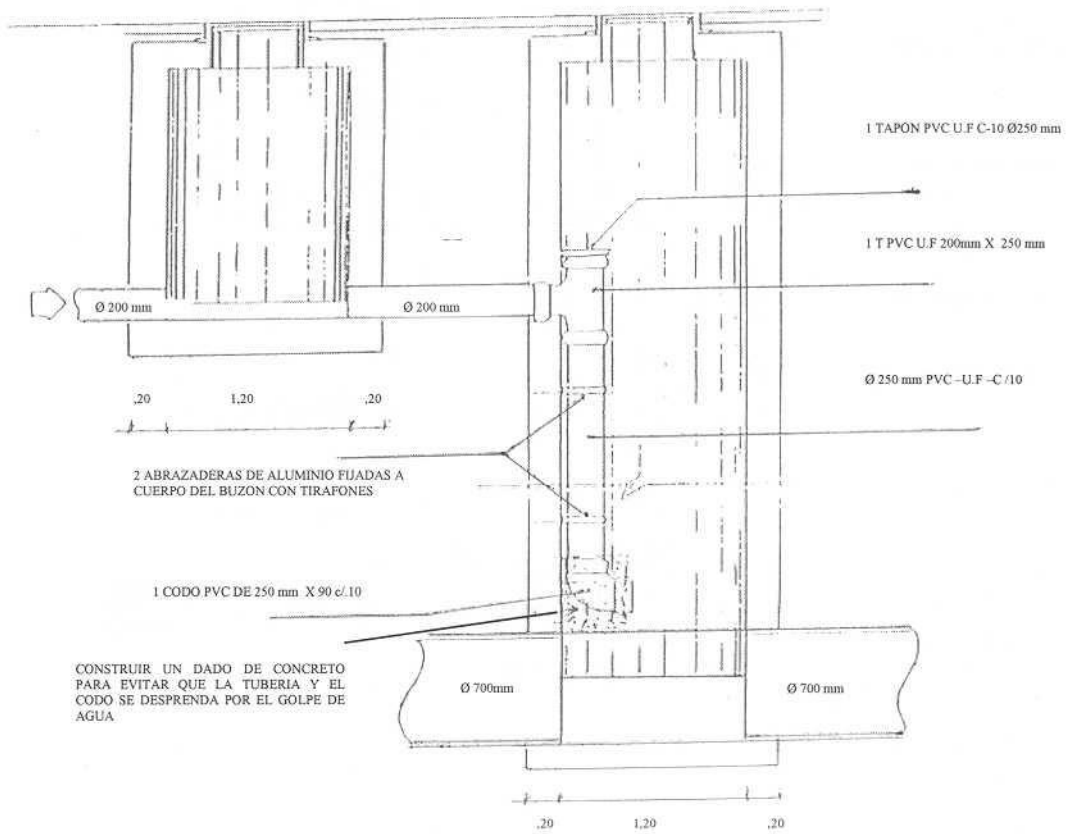 1 TAPON PVC U.F C-10 Ø250 mm
1 T PVC U.F 200mm X 250 mm
Ø 200 mm
Ø 200 mm
Ø 250 mm PVC –U.F –C /10
,20
1,20
,20
2 ABRAZADERAS DE ALUMINIO FIJADAS A
CUERPO DEL BUZON CON TIRAFONES
1 CODO PVC DE 250 mm X 90 c/.10
CONSTRUIR UN DADO DE CONCRETO
PARA EVITAR QUE LA TUBERIA Y EL
CODO SE DESPRENDA POR EL GOLPE DE
AGUA
Ø 700mm
Ø 700 mm
,20
1,20
,20